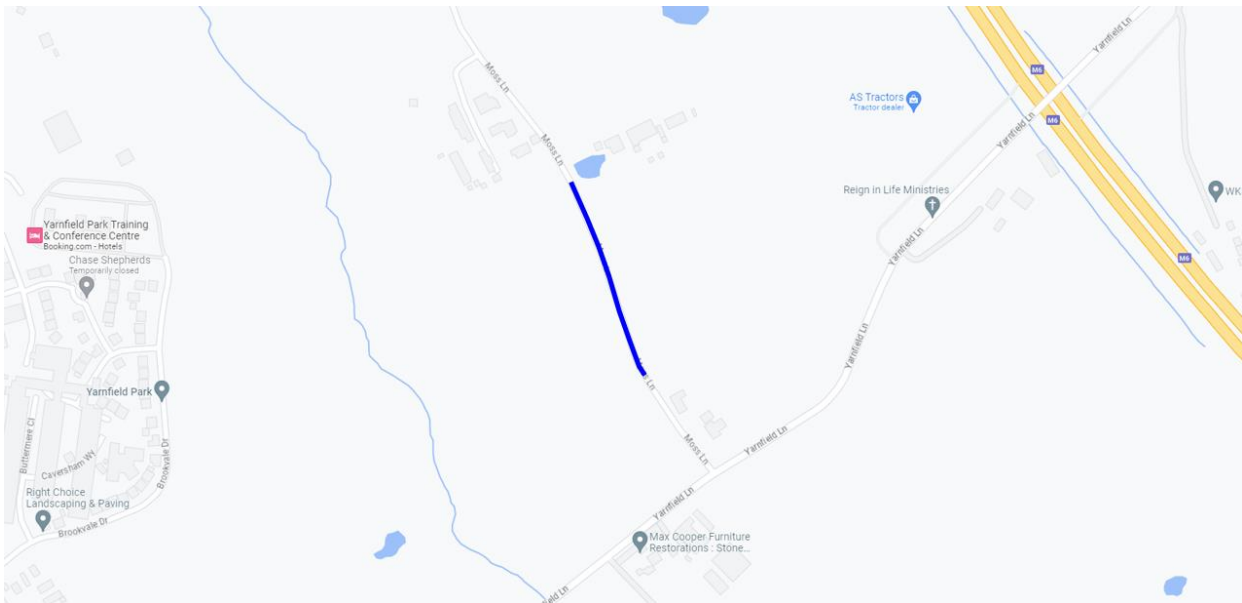 Moss Ln
Moss Ln
Moss Ln
Moss Ln
Yarnfield Ln
Yarnfield Ln
Yarnfield Ln
Yarnfield Ln
Yarnfield Ln
Yarnfield Ln
M6
M6
M6
AS Tractors
Tractor dealer
Reign in Life Ministries
WK
Yarnfield Park Training
& Conference Centre
Booking.com - Hotels
Chase Shepherds
Temporarily closed
Yarnfield Park
Buttermere Cl
Caversham Wy
Brookvale Dr
Right Choice
Landscaping & Paving
Brookvale Dr
Max Cooper Furniture
Restorations : Stone...